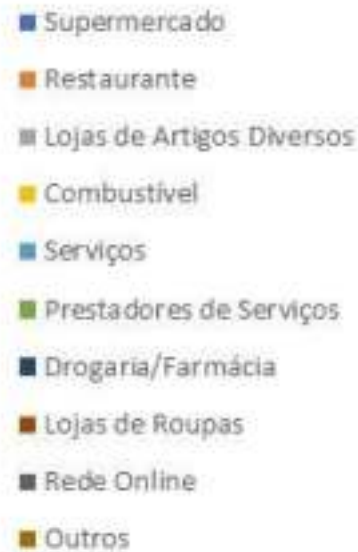 Supermercado
Restaurante
Lojas de Artigos Diversos
Combustível
Serviços
Prestadores de Serviços
Drogaria/Farmácia
Lojas de Roupas
Rede Online
Outros